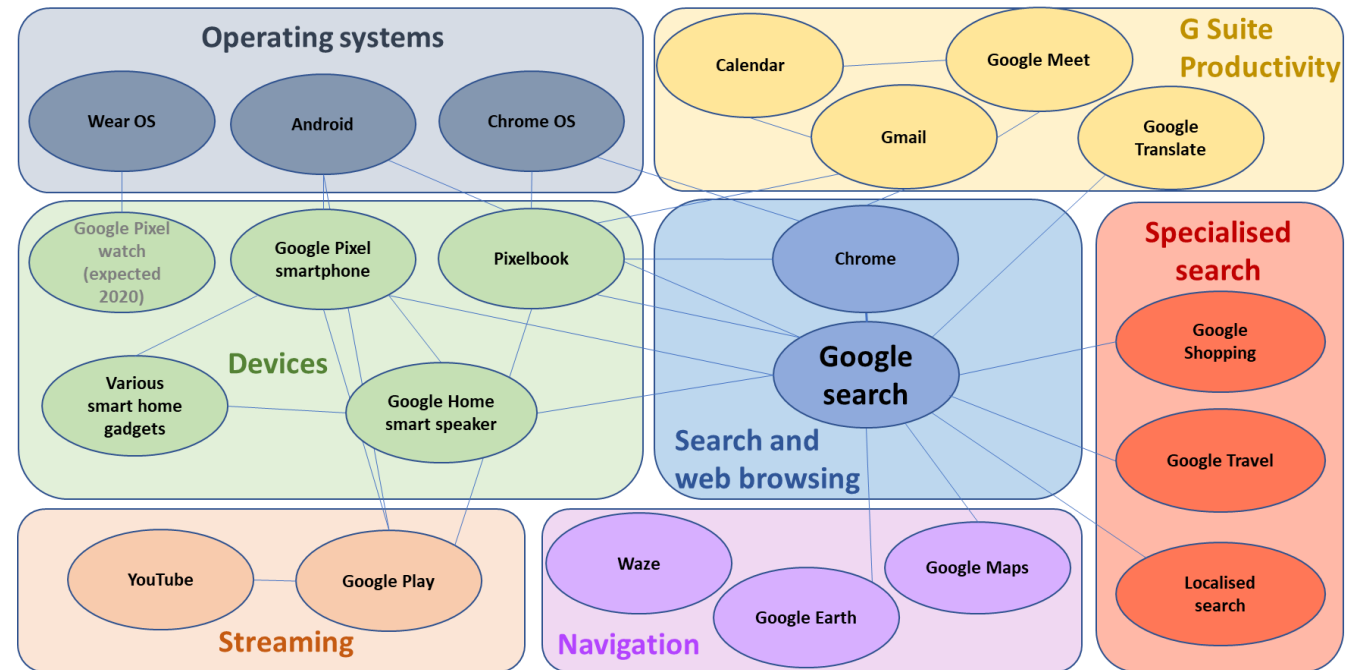 Operating systems
Wear OS
Android
Chrome OS
G Suite
Productivity
Calendar
Google Meet
Gmail
Google
Translate
Google Pixel
watch
(expected
2020)
Google Pixel
smartphone
Pixelbook
Devices
Various
smart home
gadgets
Google Home
smart speaker
Chrome
Google
search
Search and
web browsing
Specialised
search
Google
Shopping
Google Travel
Localised
search
YouTube
Google Play
Streaming
Waze
Google Earth
Google Maps
Navigation